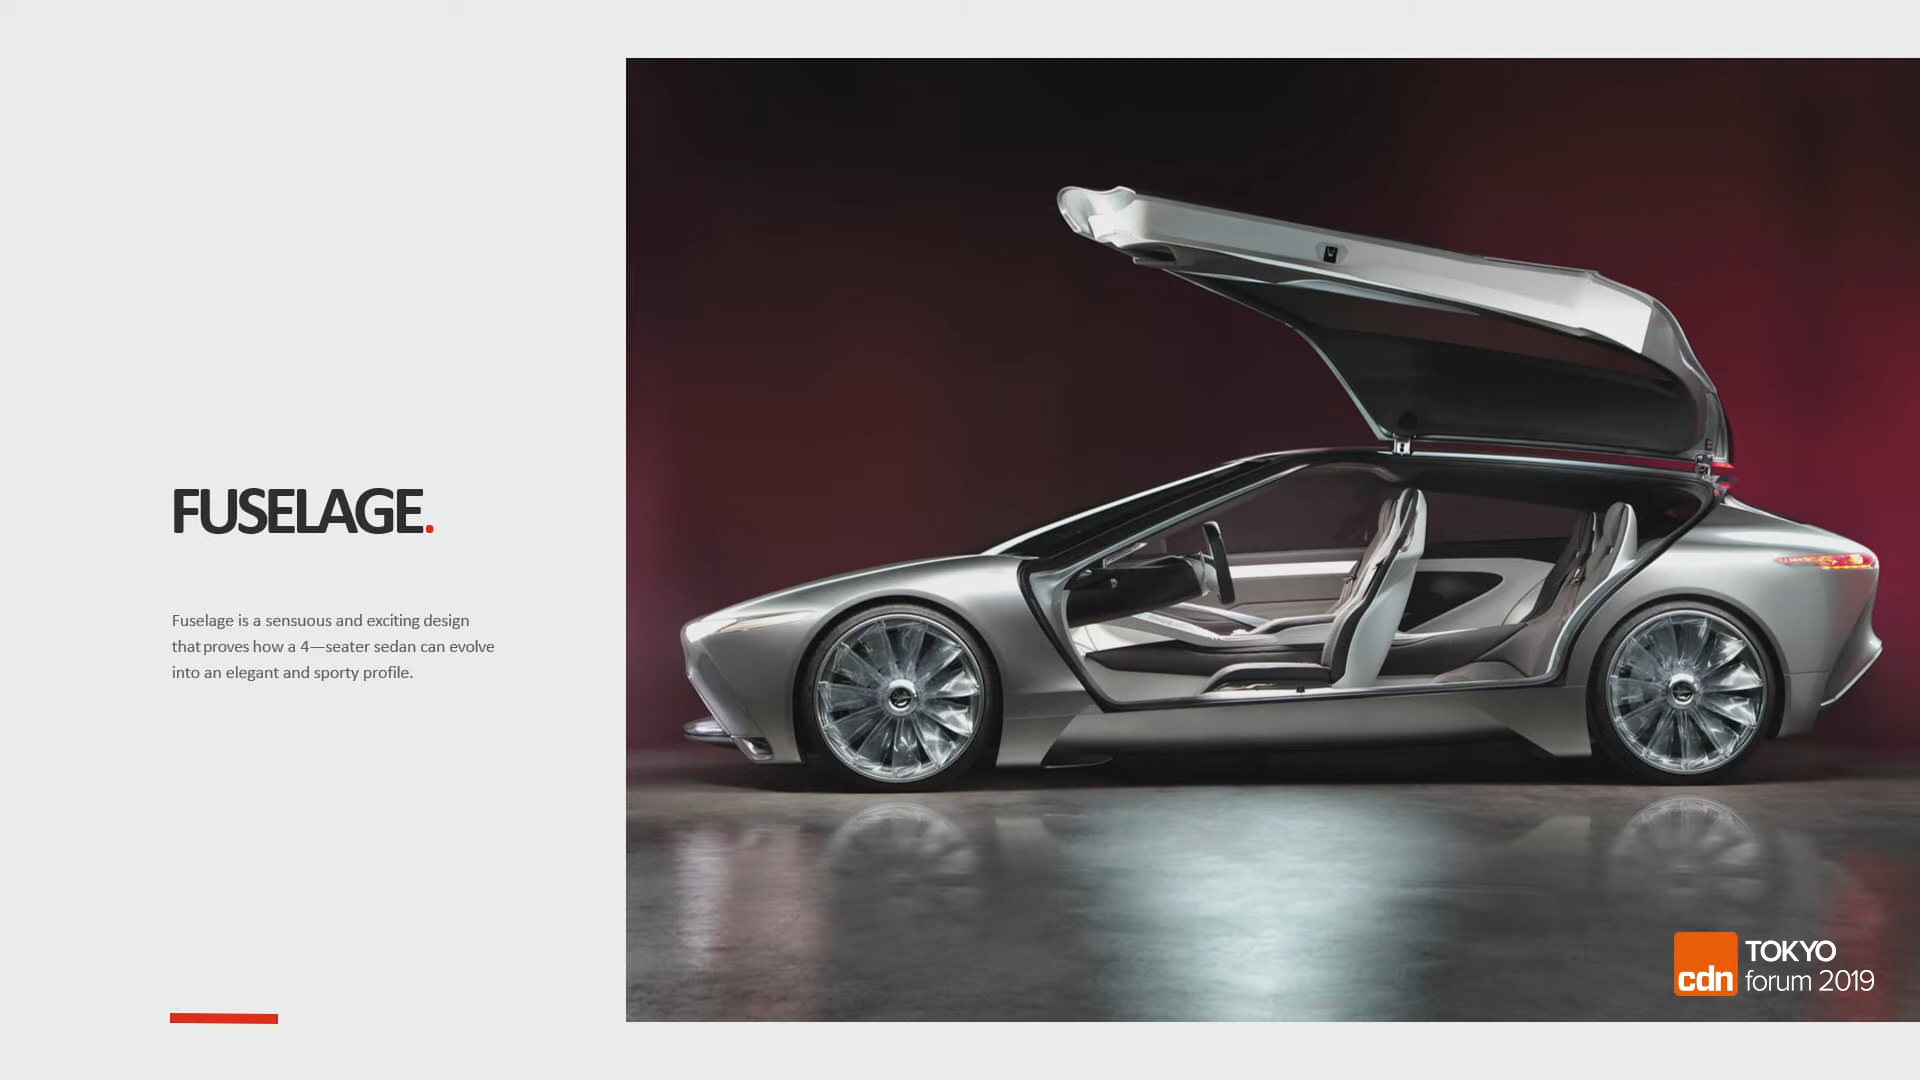 FUSELAGE.
Fuselage is a sensuous and exciting design
that proves how a 4—seater sedan can evolve
into an elegant and sporty profile.
cdn TOKYO
forum 2019